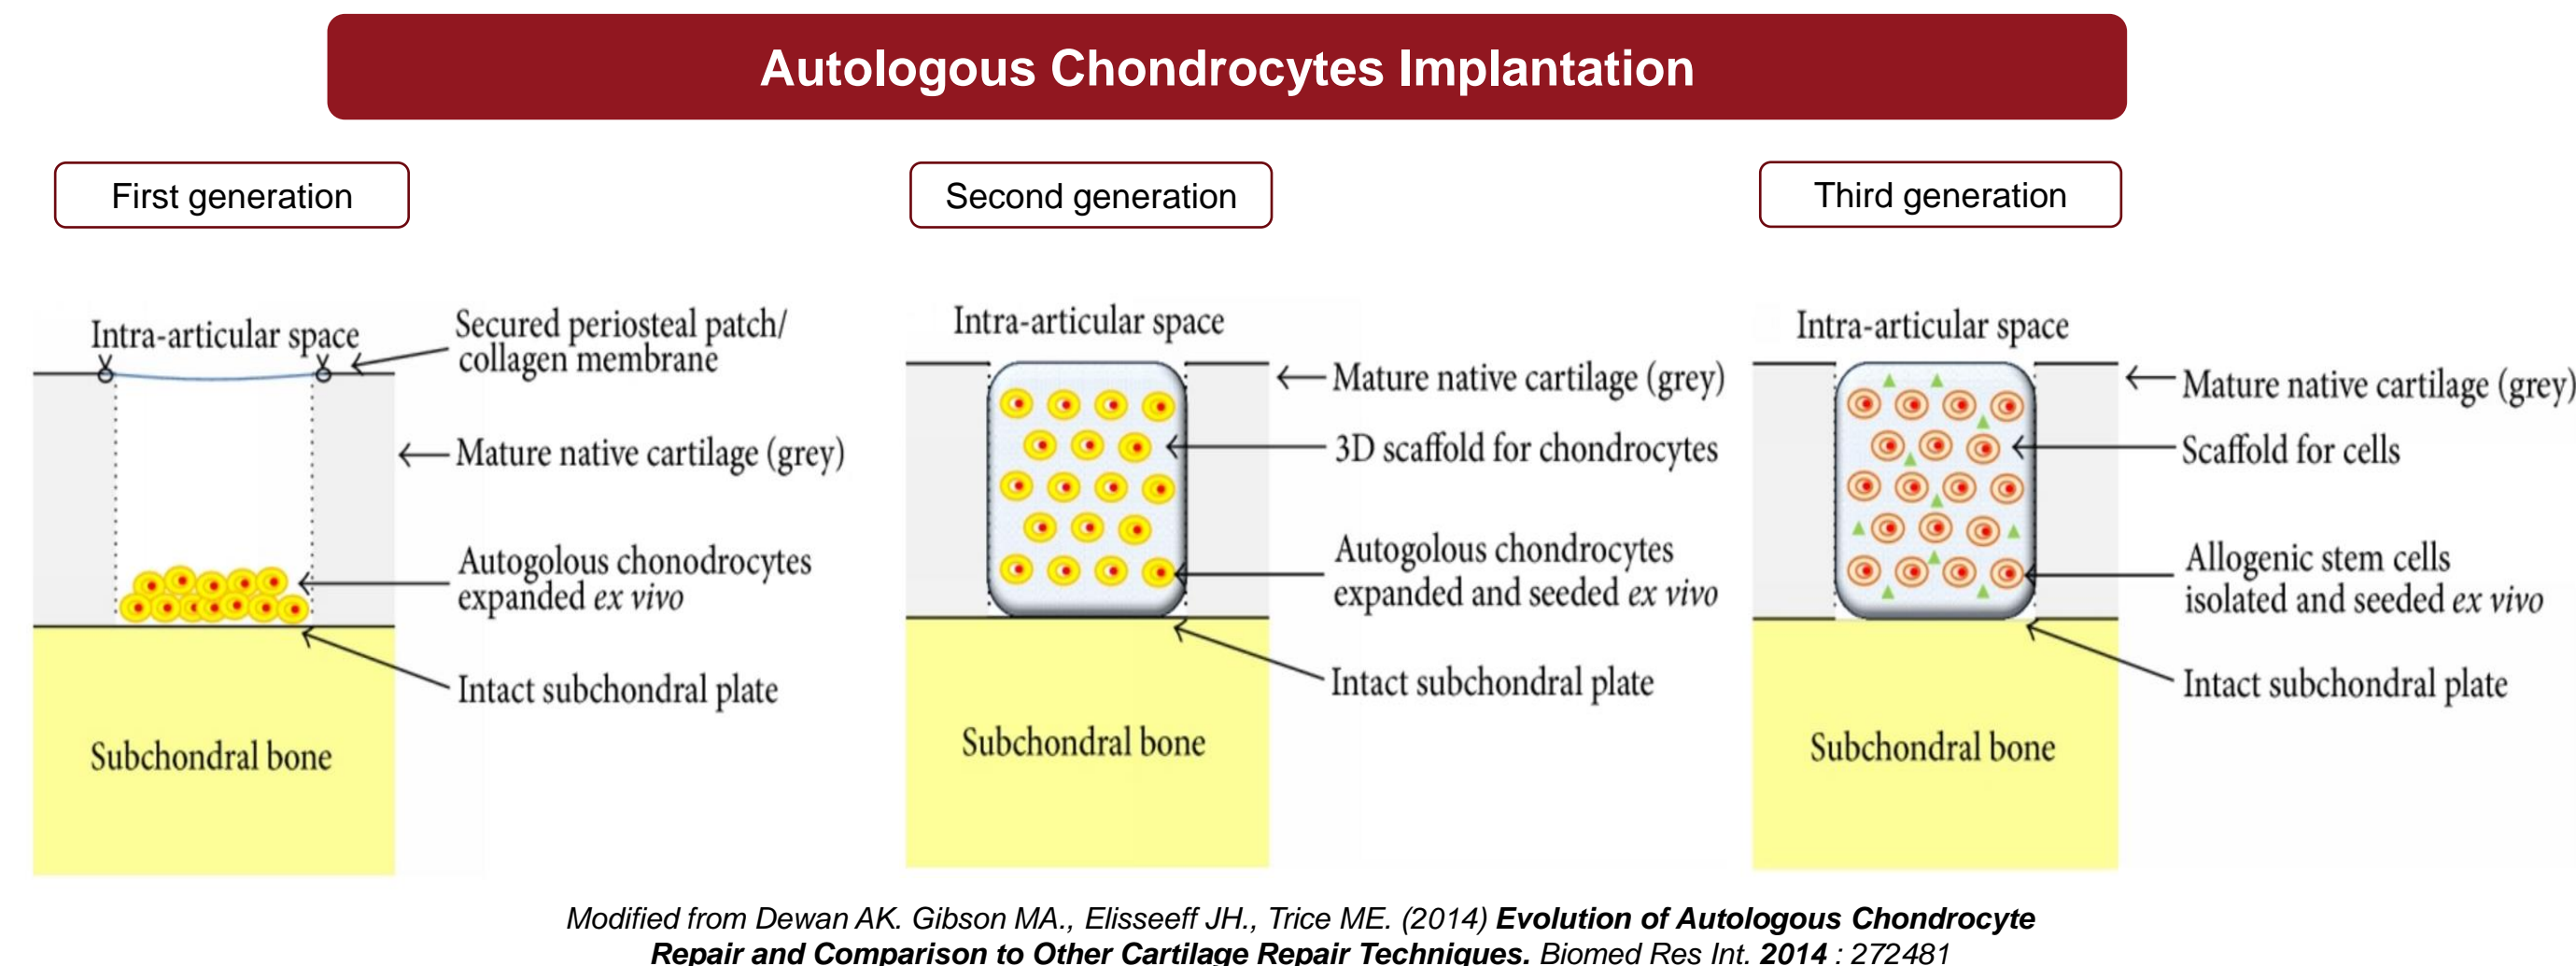 Autologous Chondrocytes Implantation
First generation
Second generation
Third generation
Intra-articular space
Secured periosteal patch/
collagen membrane
Mature native cartilage (grey)
Autogolous chonodrocytes
expanded ex vivo
Intact subchondral plate
Subchondral bone
Intra-articular space
Mature native cartilage (grey)
3D scaffold for chondrocytes
Autogolous chondrocytes
expanded and seeded ex vivo
Intact subchondral plate
Subchondral bone
Intra-articular space
Mature native cartilage (grey)
Scaffold for cells
Allogenic stem cells
isolated and seeded ex vivo
Intact subchondral plate
Subchondral bone
Modified from Dewan AK. Gibson MA., Elisseeff JH., Trice ME. (2014) Evolution of Autologous Chondrocyte
Repair and Comparison to Other Cartilage Repair Techniques. Biomed Res Int. 2014 : 272481